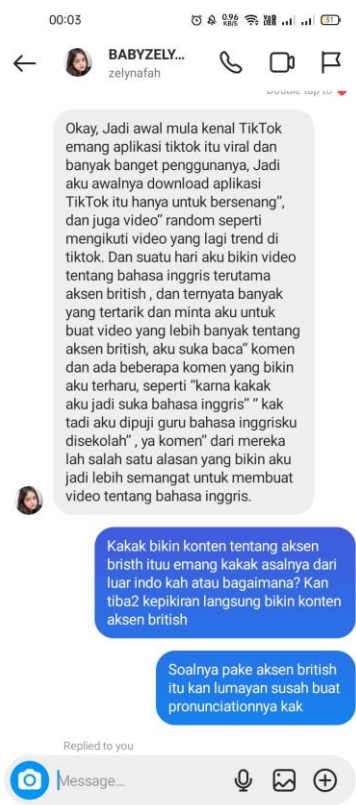 00:03
0.96 KB/S
31
BABYZELY...
zelynafah
Double tap to
Okay, Jadi awal mula kenal TikTok
emang aplikasi tiktok itu viral dan
banyak banget penggunanya, Jadi
aku awalnya download aplikasi
TikTok itu hanya untuk bersenang",
dan juga video" random seperti
mengikuti video yang lagi trend di
tiktok. Dan suatu hari aku bikin video
tentang bahasa inggris terutama
aksen british , dan ternyata banyak
yang tertarik dan minta aku untuk
buat video yang lebih banyak tentang
aksen british, aku suka baca" komen
dan ada beberapa komen yang bikin
aku terharu, seperti "karna kakak
aku jadi suka bahasa inggris" " kak
tadi aku dipuji guru bahasa inggrisku
disekolah" , ya komen" dari mereka
lah salah satu alasan yang bikin aku
jadi lebih semangat untuk membuat
video tentang bahasa inggris.
Kakak bikin konten tentang aksen
bristh ituu emang kakak asalnya dari
luar indo kah atau bagaimana? Kan
tiba2 kepikiran langsung bikin konten
aksen british
Soalnya pake aksen british
itu kan lumayan susah buat
pronunciationnya kak
Replied to you
Message...